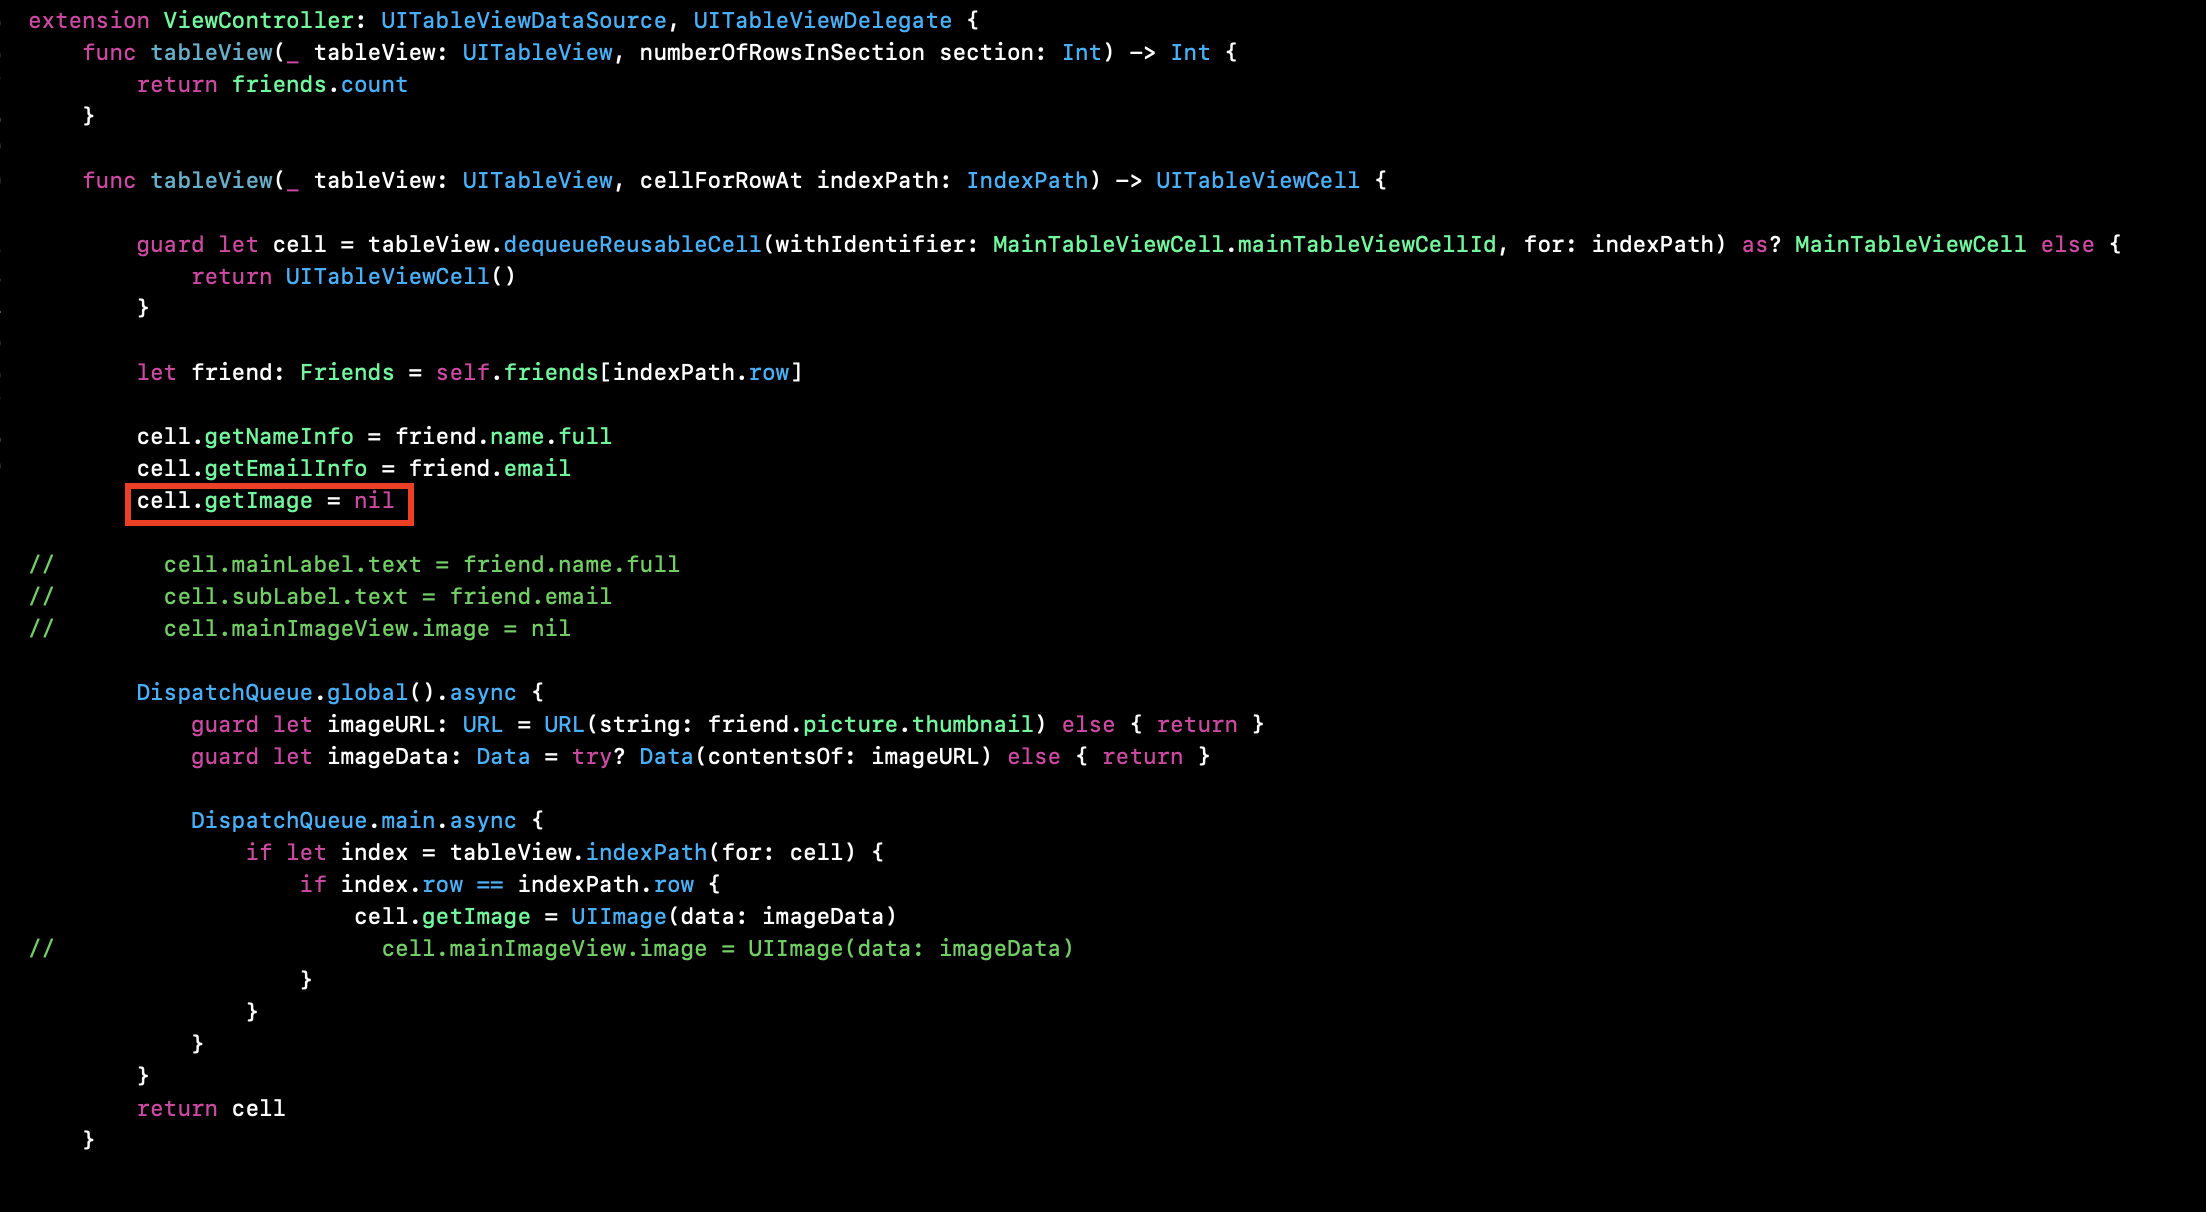 extension ViewController: UITableViewDataSource, UITableViewDelegate {
    func tableView(_ tableView: UITableView, numberOfRowsInSection section: Int) -> Int {
        return friends.count
    }
    func tableView(_ tableView: UITableView, cellForRowAt indexPath: IndexPath) -> UITableViewCell {
        guard let cell = tableView.dequeueReusableCell(withIdentifier: MainTableViewCell.mainTableViewCellId, for: indexPath) as? MainTableViewCell else {
            return UITableViewCell()
        }
        let friend: Friends = self.friends[indexPath.row]
        cell.getNameInfo = friend.name.full
        cell.getEmailInfo = friend.email
        cell.getImage = nil
//        cell.mainLabel.text = friend.name.full
//        cell.subLabel.text = friend.email
//        cell.mainImageView.image = nil
        DispatchQueue.global().async {
            guard let imageURL: URL = URL(string: friend.picture.thumbnail) else { return }
            guard let imageData: Data = try? Data(contentsOf: imageURL) else { return }
            DispatchQueue.main.async {
                if let index = tableView.indexPath(for: cell) {
                    if index.row == indexPath.row {
                        cell.getImage = UIImage(data: imageData)
//                        cell.mainImageView.image = UIImage(data: imageData)
                    }
                }
            }
        }
        return cell
    }